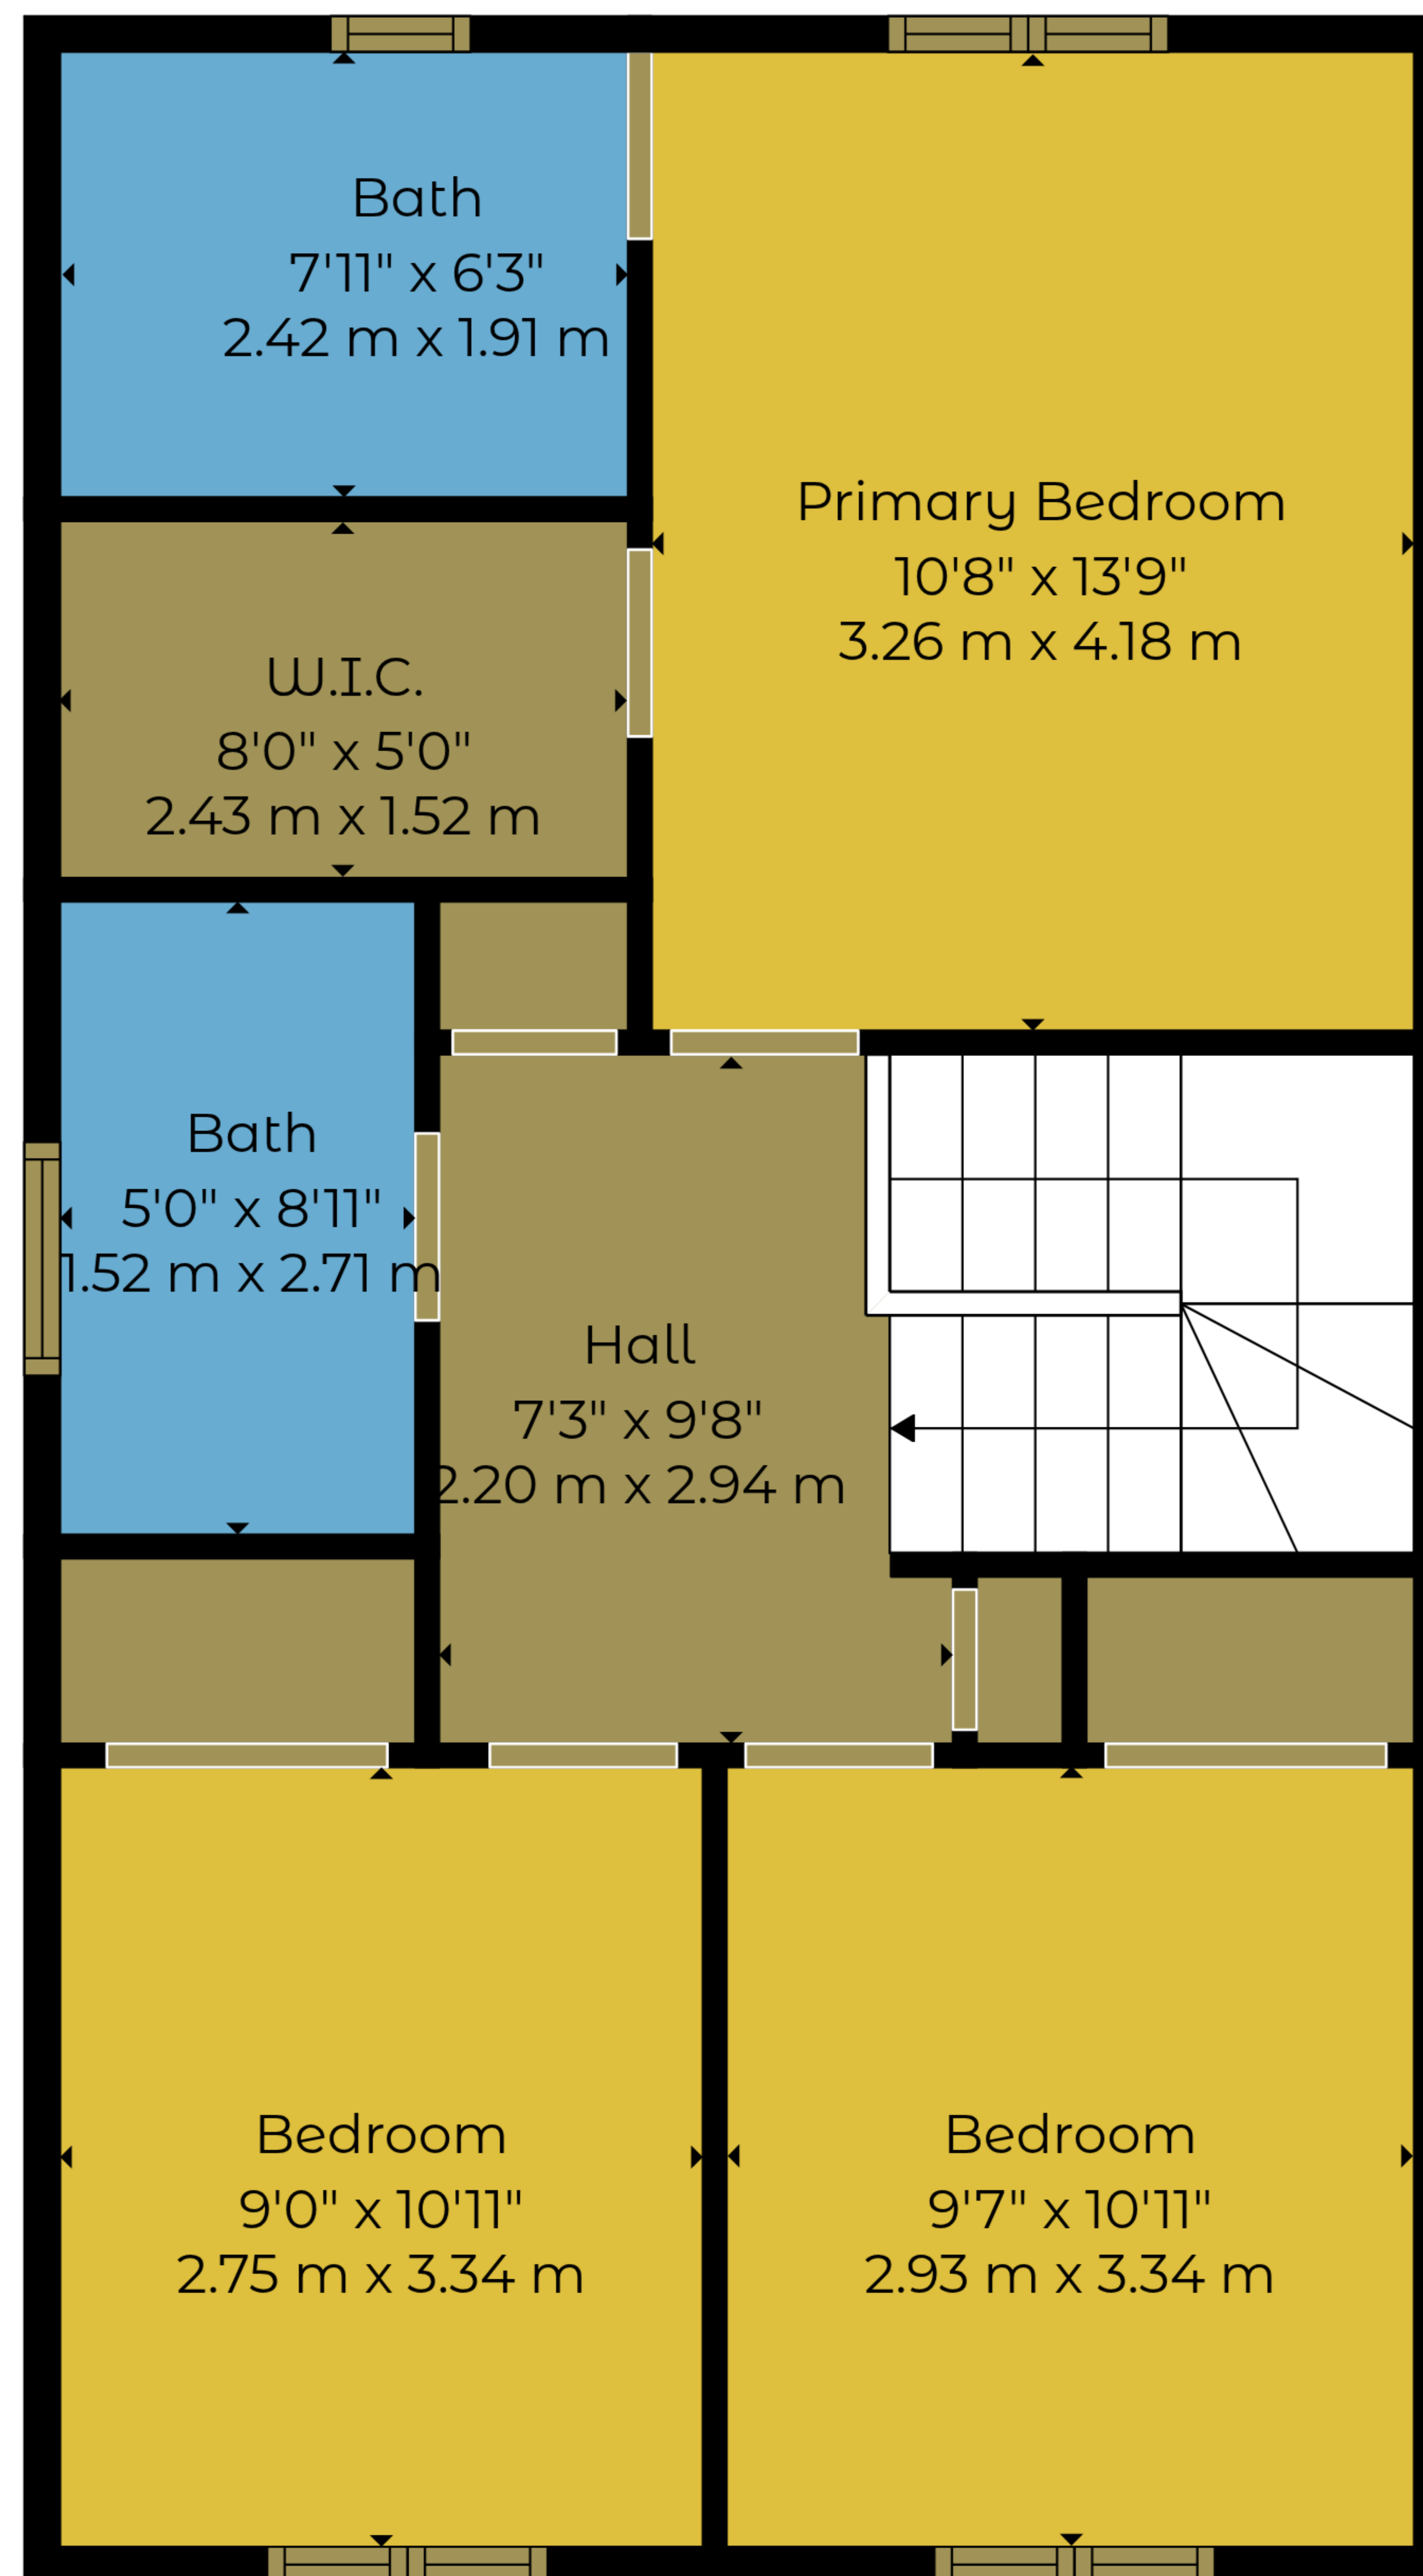 Bath
7'11" x 6'3"
2.42 m x 1.91 m
Primary Bedroom
10'8" x 13'9"
3.26 m x 4.18 m
W.I.C.
8'0" x 5'0"
2.43 m x 1.52 m
Bath
5'0" x 8'11"
1.52 m x 2.71 m
Hall
7'3" x 9'8"
2.20 m x 2.94 m
Bedroom
9'0" x 10'11"
2.75 m x 3.34 m
Bedroom
9'7" x 10'11"
2.93 m x 3.34 m